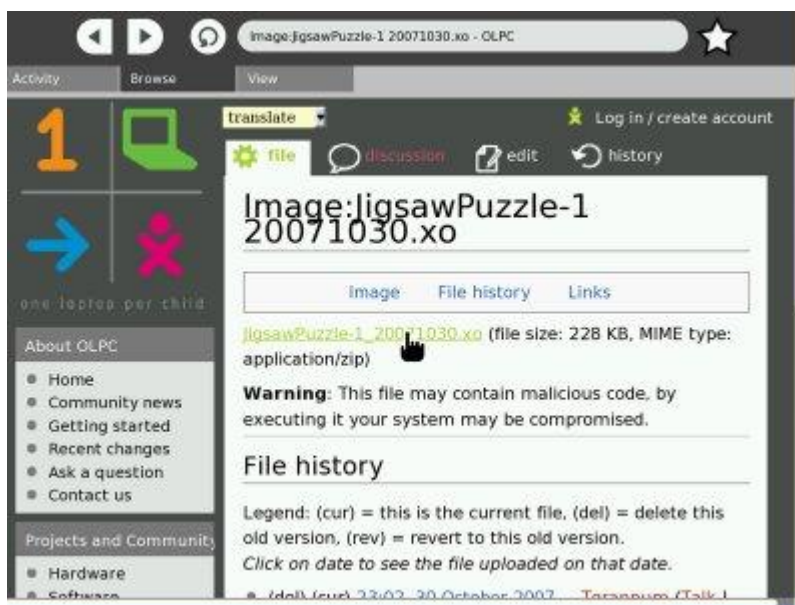 Image:JigsawPuzzle-1 20071030.xo - OLPC
Activity Browse View
translate
Log in / create account
file discussion edit history
one laptop per child
Image:JigsawPuzzle-1
20071030.xo
Image File history Links
JigsawPuzzle-1_20071030.xo (file size: 228 KB, MIME type:
application/zip)
Warning: This file may contain malicious code, by
executing it your system may be compromised.
File history
Legend: (cur) = this is the current file, (del) = delete this
old version, (rev) = revert to this old version.
Click on date to see the file uploaded on that date.
(del) (cur) 23:02, 30 October 2007 Torannum (Talk |
About OLPC
Home
Community news
Getting started
Recent changes
Ask a question
Contact us
Projects and Community
Hardware
Software